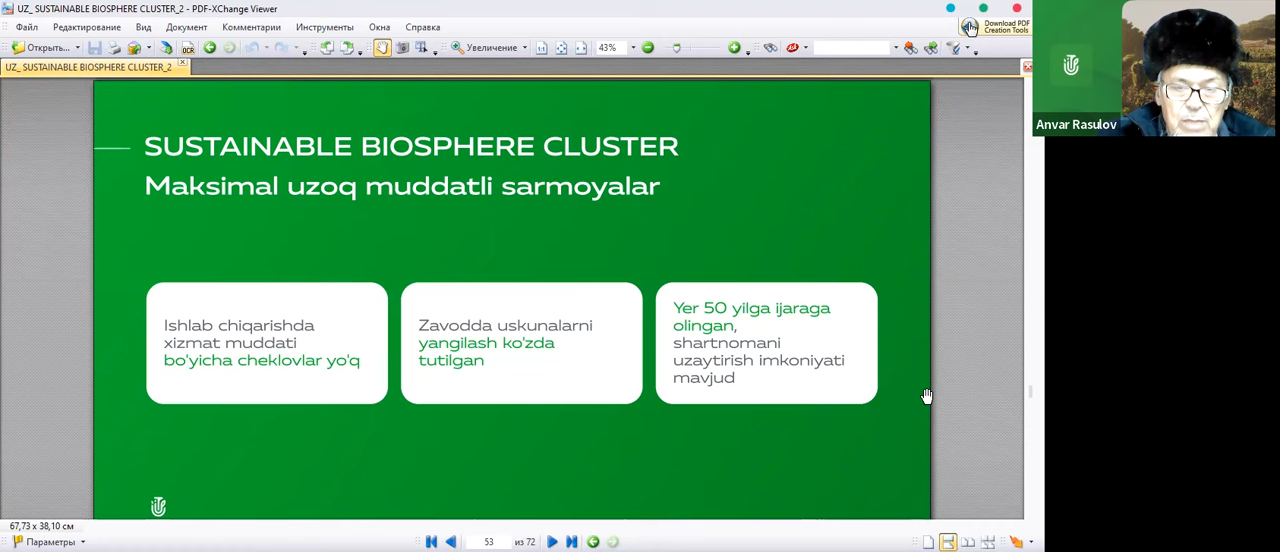 UZ_ SUSTAINABLE BIOSPHERE CLUSTER_2 - PDF-XChange Viewer
Файл Редактирование Вид Документ Комментарии Инструменты Окна Справка
Download PDF
Creation Tools
Открыть... OCR Увеличение 43%
UZ_ SUSTAINABLE BIOSPHERE CLUSTER_2
Anvar Rasulov
SUSTAINABLE BIOSPHERE CLUSTER
Maksimal uzoq muddatli sarmoyalar
Ishlab chiqarishda
xizmat muddati
bo'yicha cheklovlar yo'q
Zavodda uskunalarni
yangilash ko'zda
tutilgan
Yer 50 yilga ijaraga
olingan,
shartnomani
uzaytirish imkoniyati
mavjud
67,73 x 38,10 см
Параметры 53 из 72